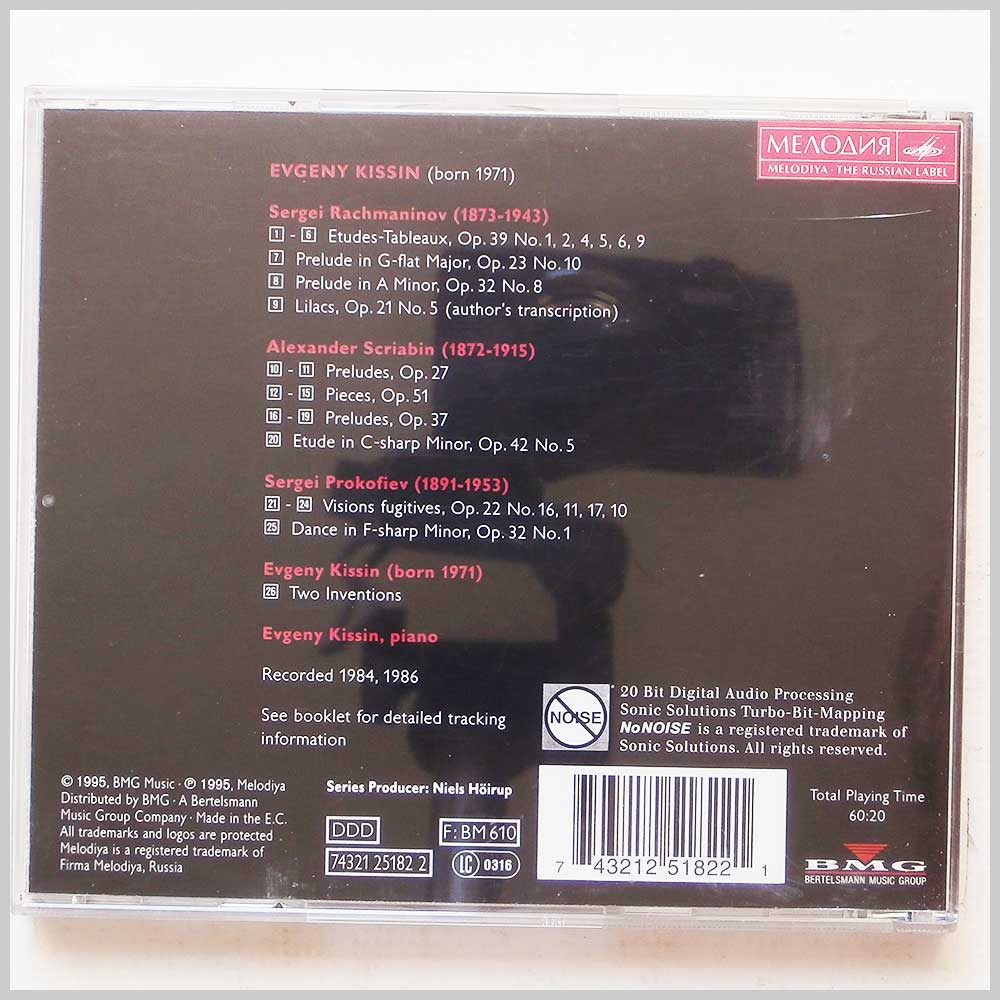 МЕЛОДИЯ
MELODIYA · THE RUSSIAN LABEL
EVGENY KISSIN (born 1971)
Sergei Rachmaninov (1873-1943)
1 - 6 Etudes-Tableaux, Op. 39 No. 1, 2, 4, 5, 6, 9
7 Prelude in G-flat Major, Op. 23 No. 10
8 Prelude in A Minor, Op. 32 No. 8
9 Lilacs, Op. 21 No. 5 (author's transcription)
Alexander Scriabin (1872-1915)
10 - 11 Preludes, Op. 27
12 - 15 Pieces, Op. 51
16 - 19 Preludes, Op. 37
20 Etude in C-sharp Minor, Op. 42 No. 5
Sergei Prokofiev (1891-1953)
21 - 24 Visions fugitives, Op. 22 No. 16, 11, 17, 10
25 Dance in F-sharp Minor, Op. 32 No. 1
Evgeny Kissin (born 1971)
26 Two Inventions
Evgeny Kissin, piano
Recorded 1984, 1986
See booklet for detailed tracking
information
NOISE
20 Bit Digital Audio Processing
Sonic Solutions Turbo-Bit-Mapping
NoNOISE is a registered trademark of
Sonic Solutions. All rights reserved.
© 1995, BMG Music · ℗ 1995, Melodiya
Distributed by BMG · A Bertelsmann
Music Group Company · Made in the E.C.
All trademarks and logos are protected
Melodiya is a registered trademark of
Firma Melodiya, Russia
Series Producer: Niels Höirup
DDD
F: BM 610
74321 25182 2
LC 0316
7 43212 51822 1
Total Playing Time
60:20
BMG
BERTELSMANN MUSIC GROUP